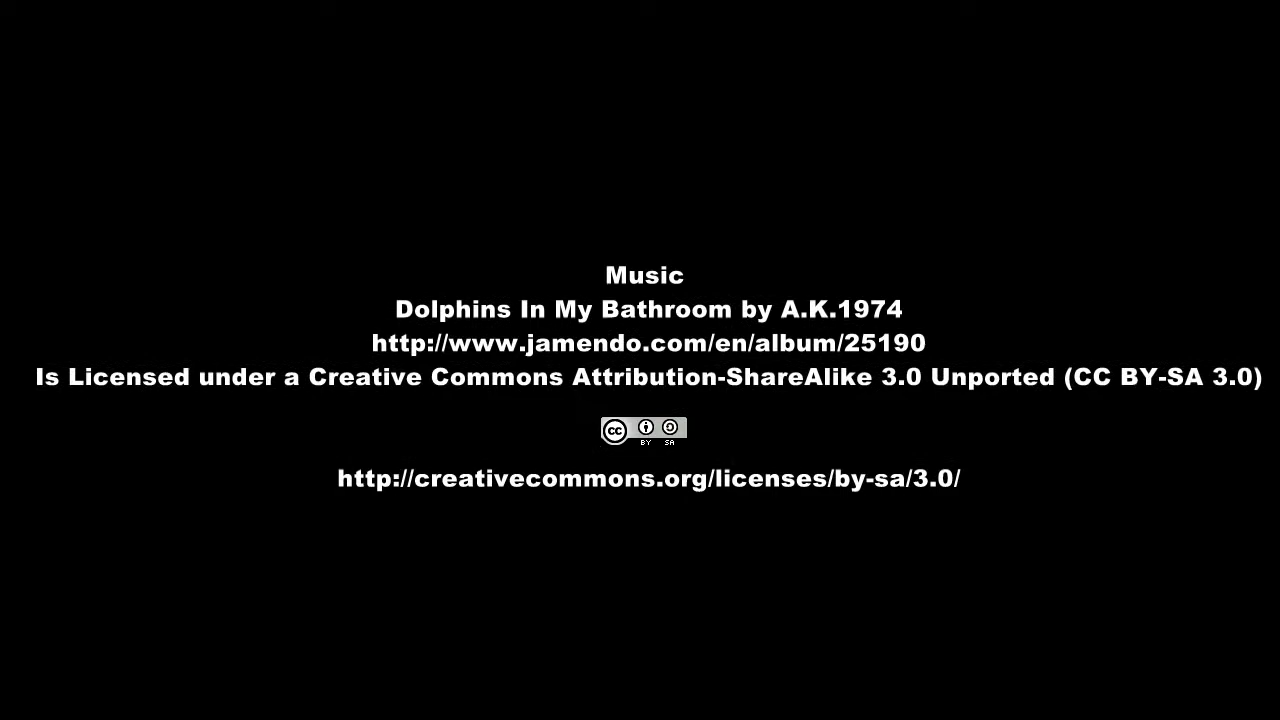 Music
Dolphins In My Bathroom by A.K.1974
http://www.jamendo.com/en/album/25190
Is Licensed under a Creative Commons Attribution-ShareAlike 3.0 Unported (CC BY-SA 3.0)
cc BY SA
http://creativecommons.org/licenses/by-sa/3.0/